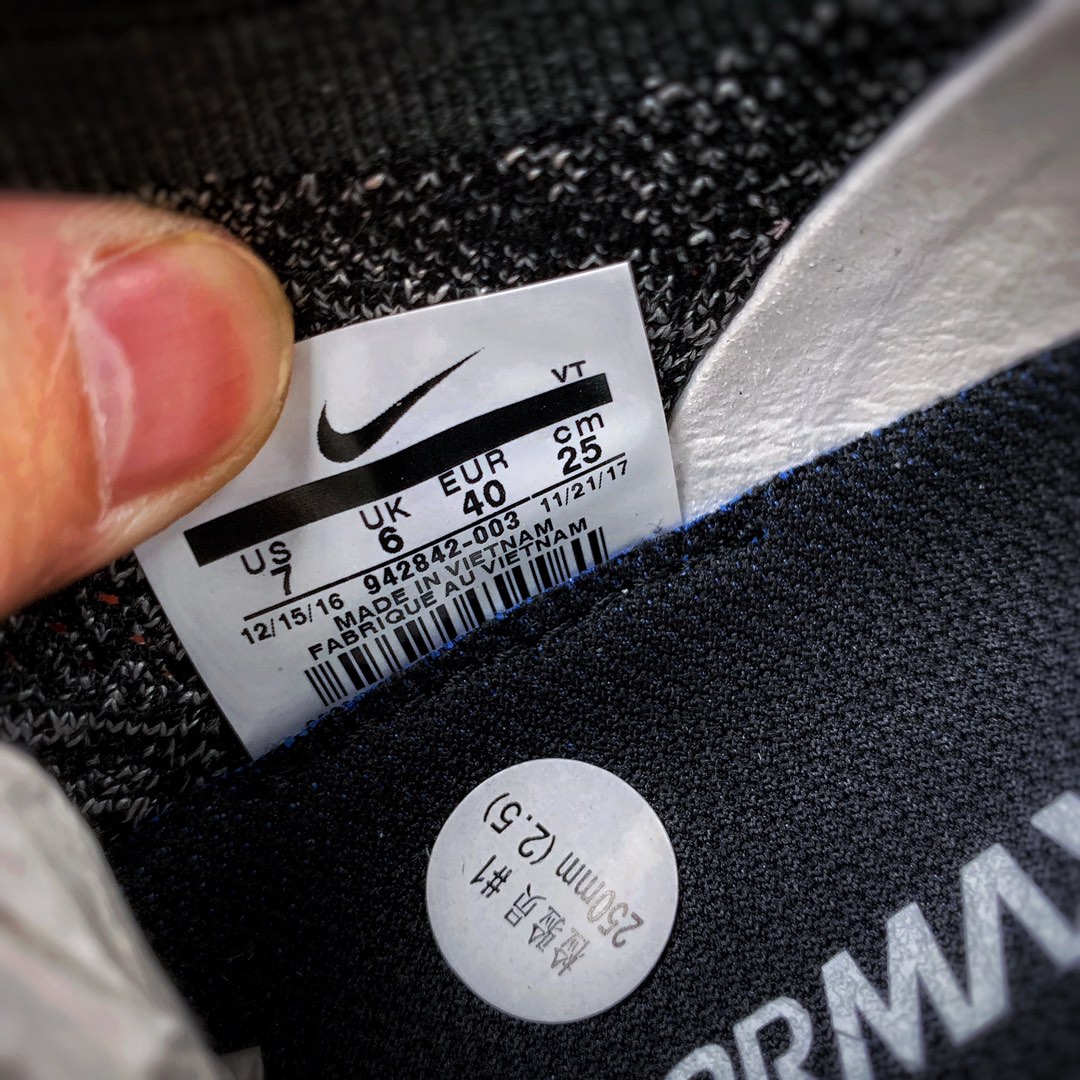 VT
US UK EUR cm
7 6 40 25
12/15/16 942842-003 11/21/17
MADE IN VIETNAM
FABRIQUE AU VIETNAM
检验员 #1
250mm (2.5)